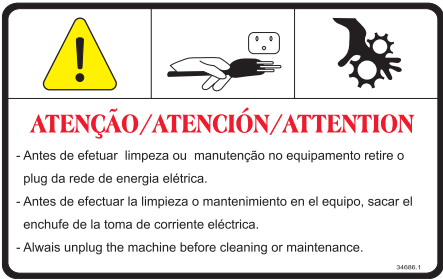 ATENÇÃO/ATENCIÓN/ATTENTION
- Antes de efetuar limpeza ou manutenção no equipamento retire o
plug da rede de energia elétrica.
- Antes de efectuar la limpieza o mantenimiento en el equipo, sacar el
enchufe de la toma de corriente eléctrica.
- Alwais unplug the machine before cleaning or maintenance.
34686.1